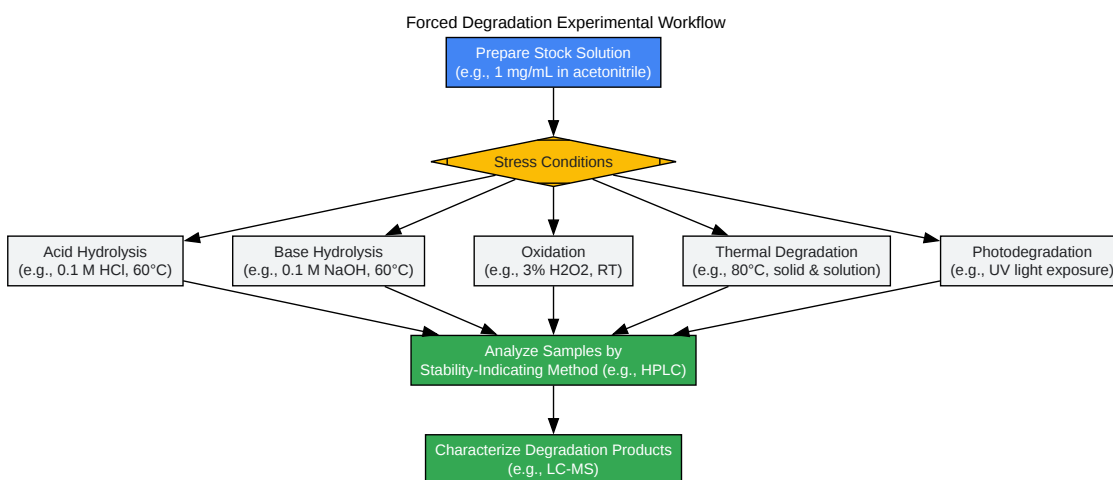 Forced Degradation Experimental Workflow
Prepare Stock Solution
(e.g., 1 mg/mL in acetonitrile)
Stress Conditions
Acid Hydrolysis
(e.g., 0.1 M HCl, 60°C)
Base Hydrolysis
(e.g., 0.1 M NaOH, 60°C)
Oxidation
(e.g., 3% H2O2, RT)
Thermal Degradation
(e.g., 80°C, solid & solution)
Photodegradation
(e.g., UV light exposure)
Analyze Samples by
Stability-Indicating Method (e.g., HPLC)
Characterize Degradation Products
(e.g., LC-MS)